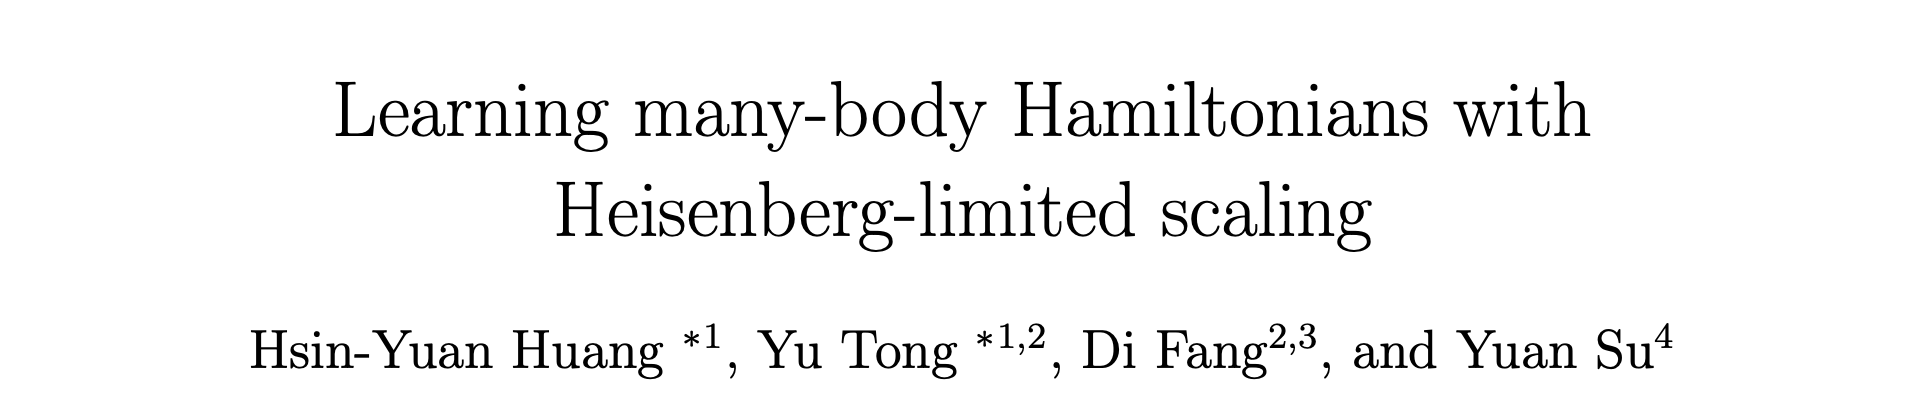 Learning many-body Hamiltonians with
Heisenberg-limited scaling
Hsin-Yuan Huang *1, Yu Tong *1,2, Di Fang2,3, and Yuan Su4